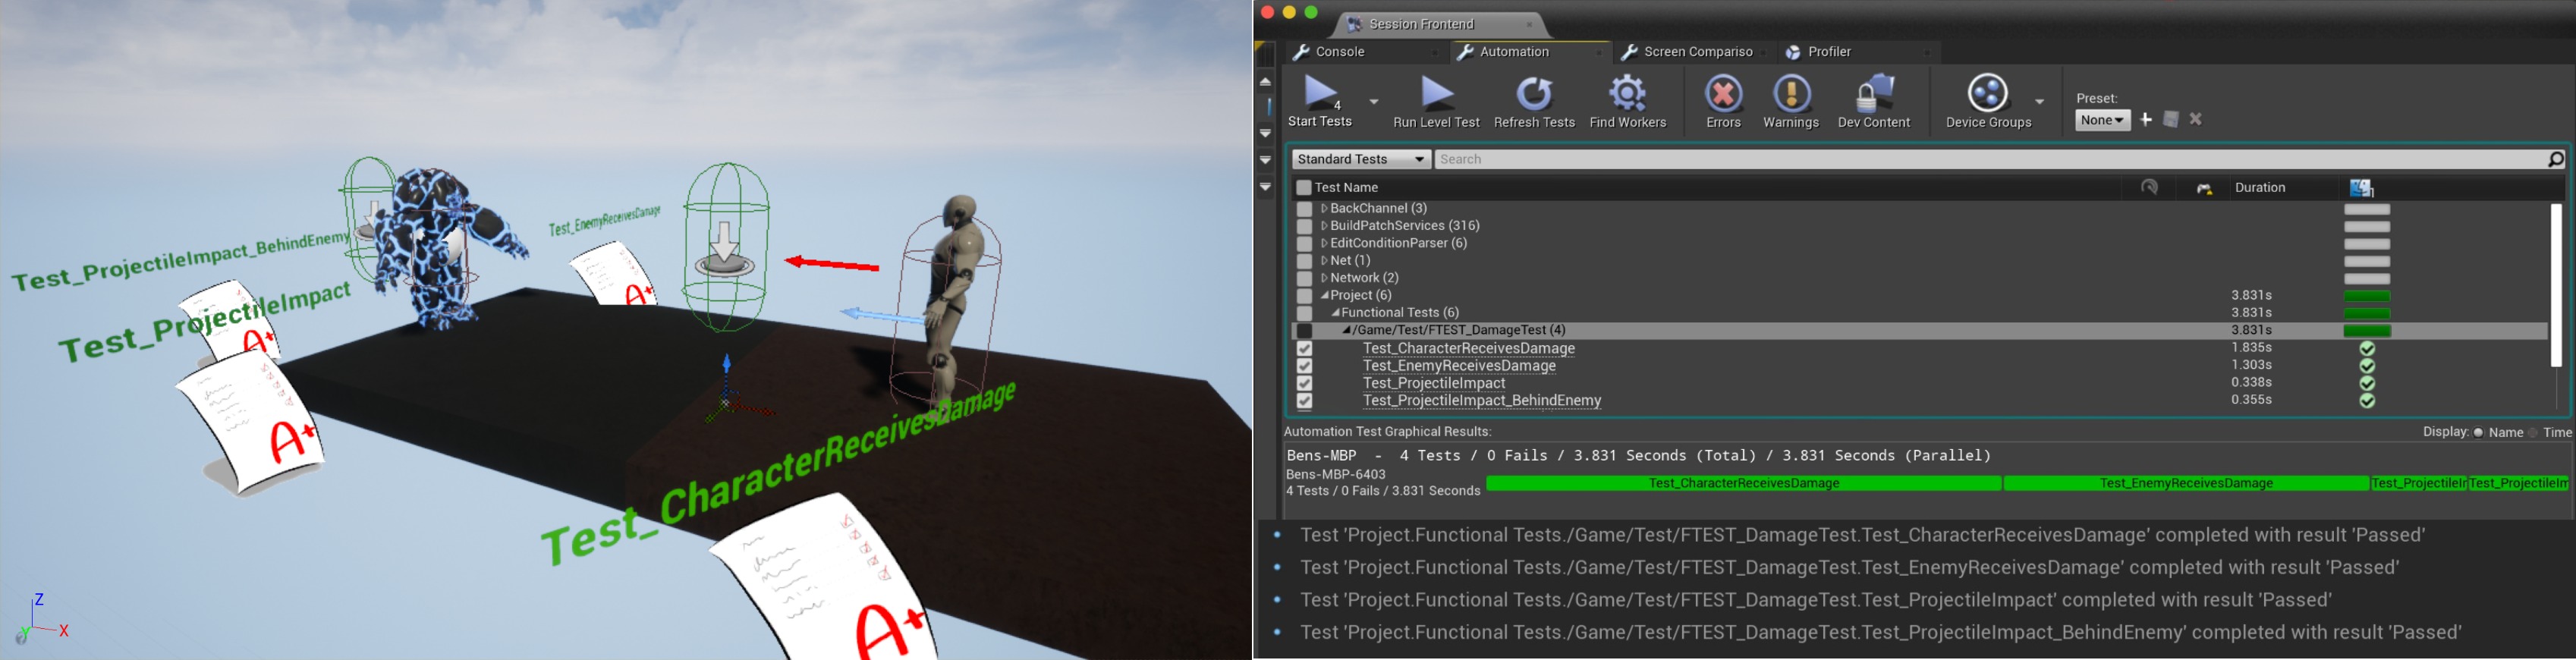 Test_EnemyReceivesDamage
Test_ProjectileImpact_BehindEnemy
Test_ProjectileImpact
Test_CharacterReceivesDamage
A+
A+
A+
A+
Z
Y
X
Session Frontend
Console
Automation
Screen Compariso
Profiler
4
Start Tests
Run Level Test
Refresh Tests
Find Workers
Errors
Warnings
Dev Content
Device Groups
Preset:
None
Standard Tests
Search
Test Name Duration 1
BackChannel (3)
BuildPatchServices (316)
EditConditionParser (6)
Net (1)
Network (2)
Project (6) 3.831s
Functional Tests (6) 3.831s
/Game/Test/FTEST_DamageTest (4) 3.831s
Test_CharacterReceivesDamage 1.835s
Test_EnemyReceivesDamage 1.303s
Test_ProjectileImpact 0.338s
Test_ProjectileImpact_BehindEnemy 0.355s
Automation Test Graphical Results: Display: Name Time
Bens-MBP - 4 Tests / 0 Fails / 3.831 Seconds (Total) / 3.831 Seconds (Parallel)
Bens-MBP-6403
4 Tests / 0 Fails / 3.831 Seconds
Test_CharacterReceivesDamage Test_EnemyReceivesDamage Test_ProjectileIr Test_ProjectileIm
Test 'Project.Functional Tests./Game/Test/FTEST_DamageTest.Test_CharacterReceivesDamage' completed with result 'Passed'
Test 'Project.Functional Tests./Game/Test/FTEST_DamageTest.Test_EnemyReceivesDamage' completed with result 'Passed'
Test 'Project.Functional Tests./Game/Test/FTEST_DamageTest.Test_ProjectileImpact' completed with result 'Passed'
Test 'Project.Functional Tests./Game/Test/FTEST_DamageTest.Test_ProjectileImpact_BehindEnemy' completed with result 'Passed'